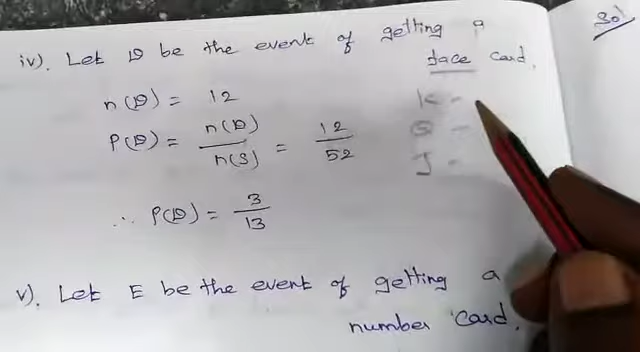 iv). Let D be the event of getting a
face card.
n(D) = 12
K -
P(D) = n(D) / n(S) = 12 / 52
Q -
J -
∴ P(D) = 3 / 13
v). Let E be the event of getting a
number card.
Sol